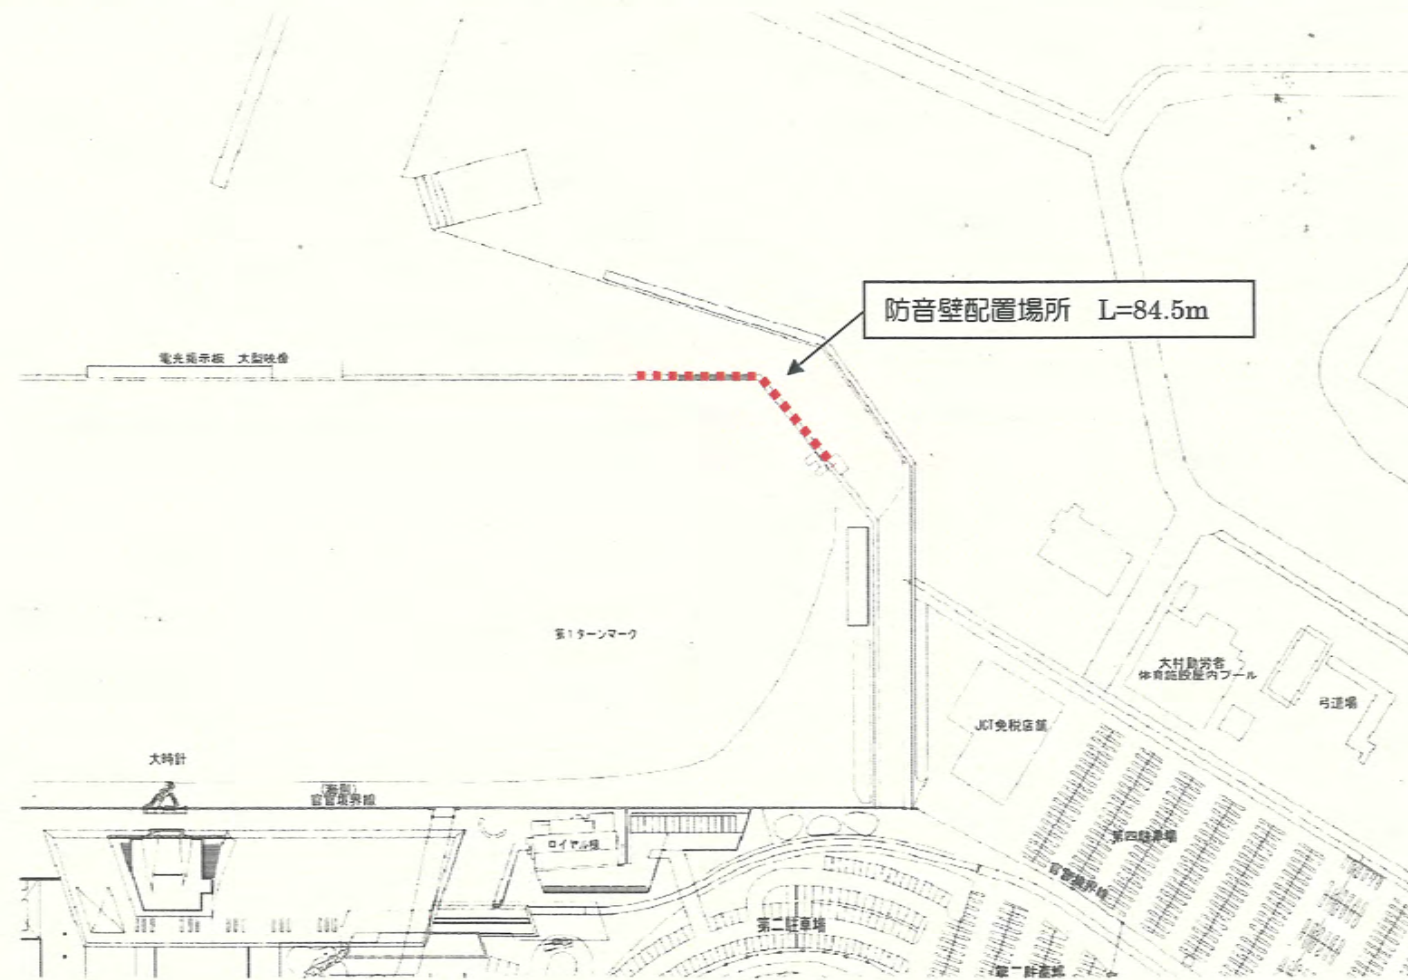 防音壁配置場所 L=84.5m
電光掲示板 大型映像
第1ターンマーク
大村勤労者
体育施設屋内プール
弓道場
JCT免税店舗
大時計
官官境界線
ロイヤル棟
第四駐車場
官官境界線
第二駐車場